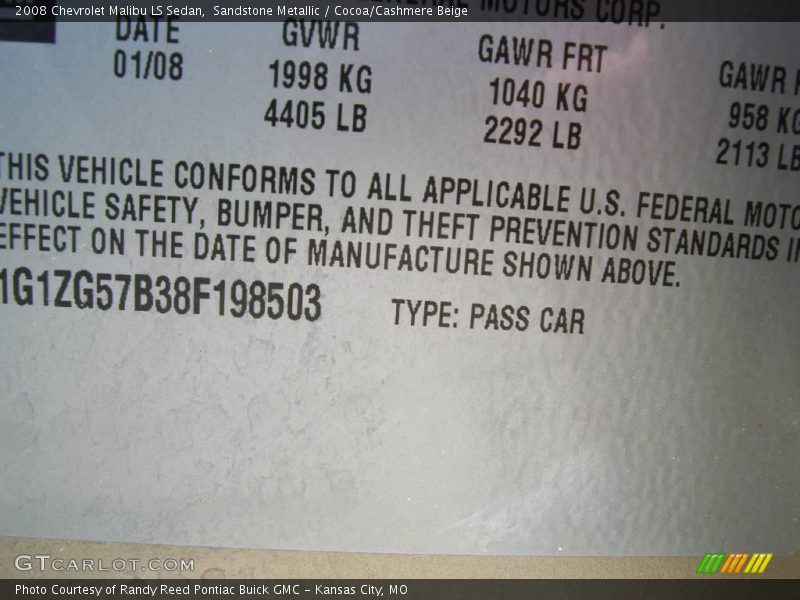 2008 Chevrolet Malibu LS Sedan,  Sandstone Metallic / Cocoa/Cashmere Beige
GENERAL MOTORS CORP.
DATE GVWR GAWR FRT GAWR
01/08 1998 KG 1040 KG 958 KG
4405 LB 2292 LB 2113 LB
THIS VEHICLE CONFORMS TO ALL APPLICABLE U.S. FEDERAL MOTO
VEHICLE SAFETY, BUMPER, AND THEFT PREVENTION STANDARDS IN
EFFECT ON THE DATE OF MANUFACTURE SHOWN ABOVE.
1G1ZG57B38F198503 TYPE: PASS CAR
GTCARLOT.COM
Photo Courtesy of Randy Reed Pontiac Buick GMC – Kansas City, MO